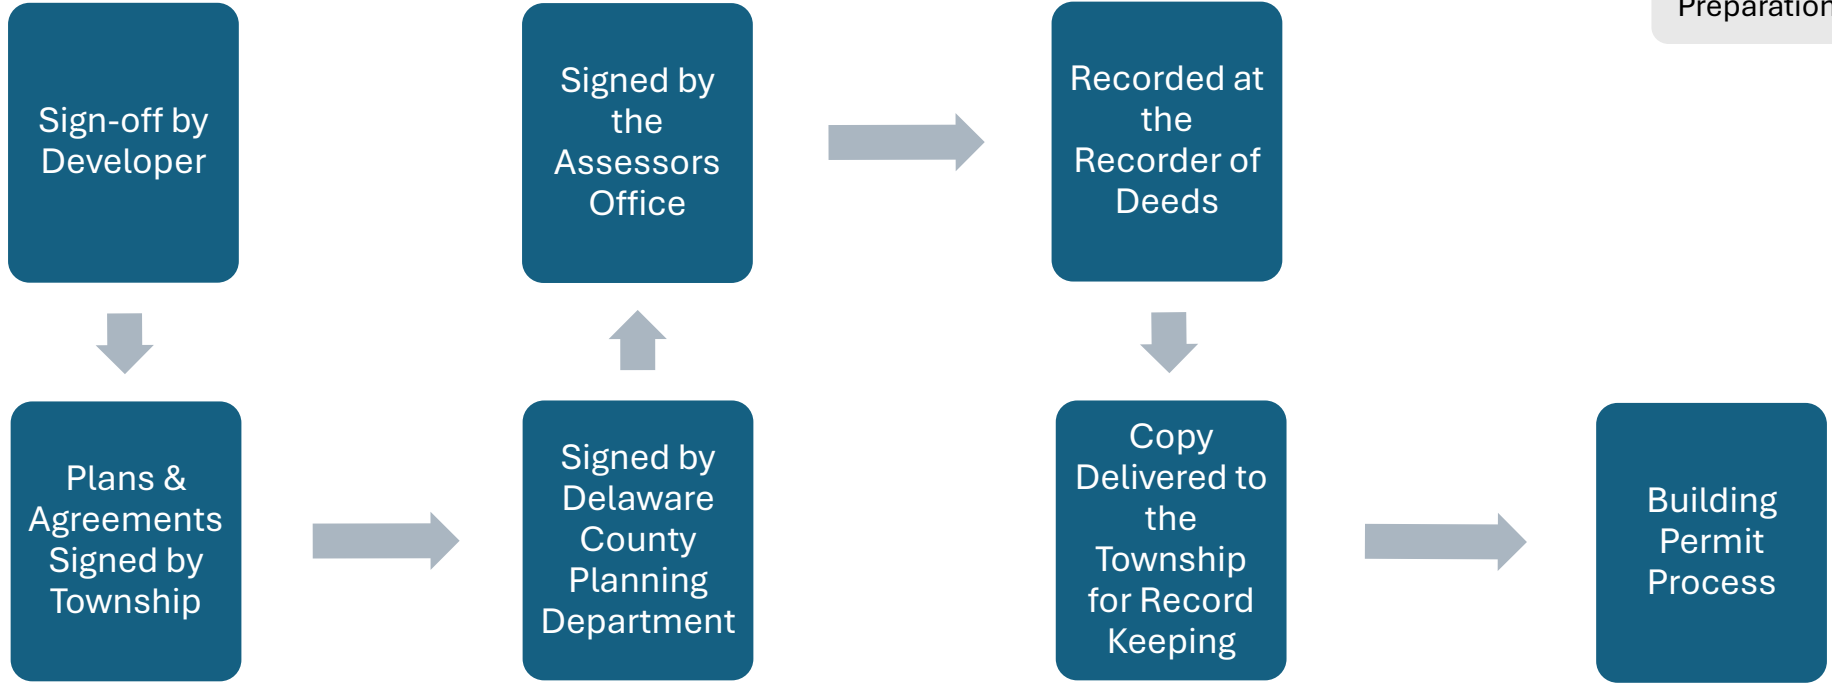 Preparation
Sign-off by
Developer
Plans &
Agreements
Signed by
Township
Signed by
Delaware
County
Planning
Department
Signed by
the
Assessors
Office
Recorded at
the
Recorder of
Deeds
Copy
Delivered to
the
Township
for Record
Keeping
Building
Permit
Process